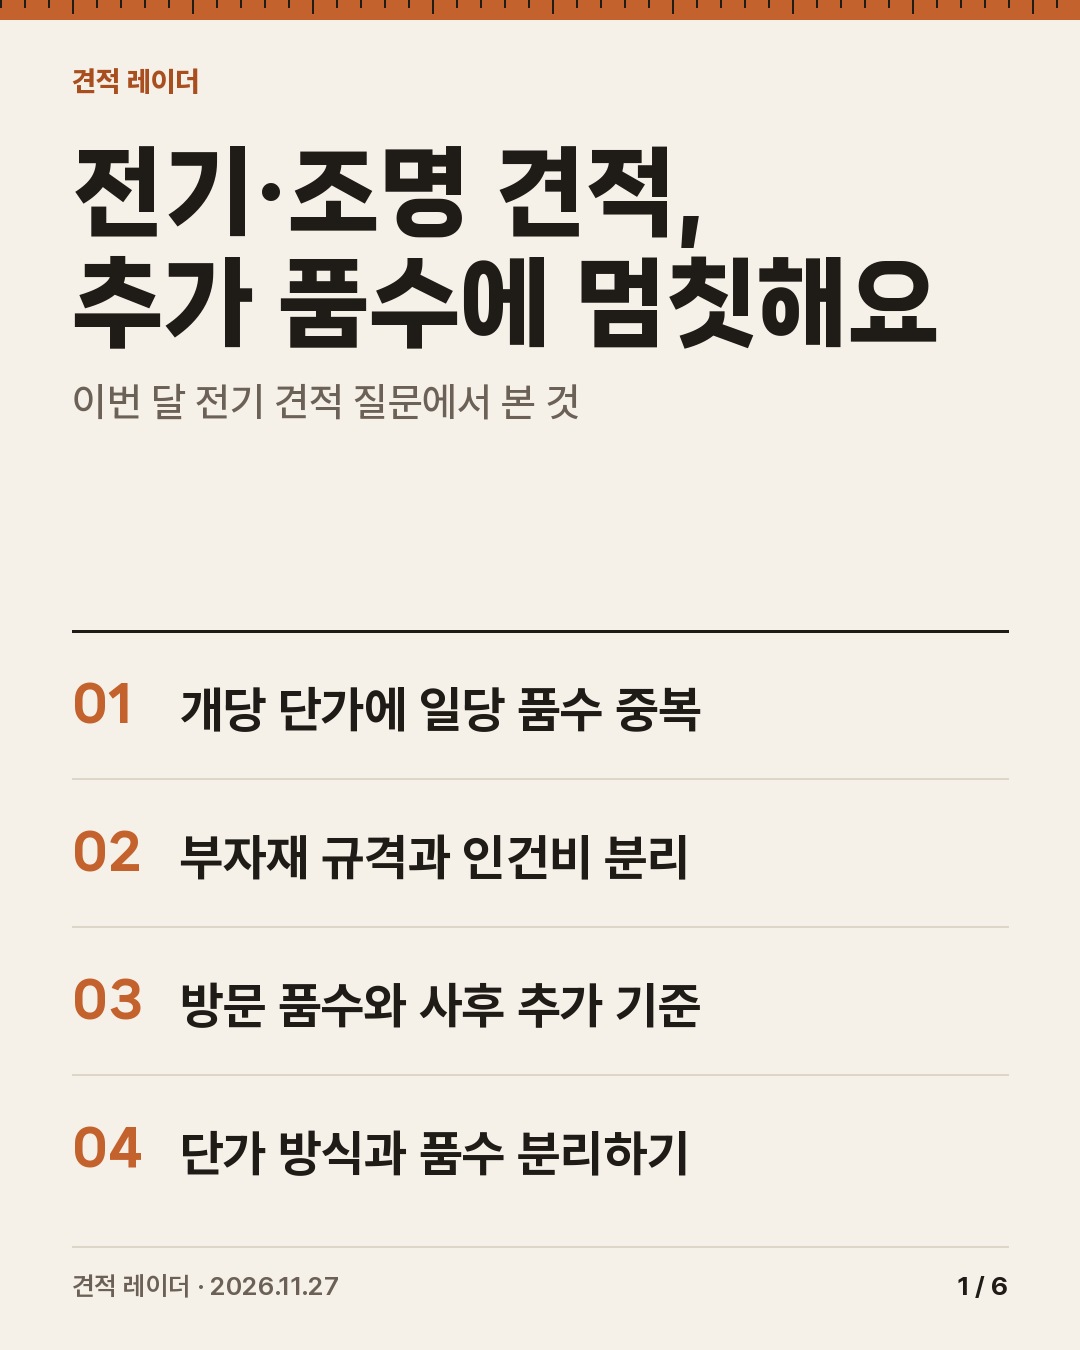 견적 레이더
전기·조명 견적,
추가 품수에 멈칫해요
이번 달 전기 견적 질문에서 본 것
01 개당 단가에 일당 품수 중복
02 부자재 규격과 인건비 분리
03 방문 품수와 사후 추가 기준
04 단가 방식과 품수 분리하기
견적 레이더 · 2026.11.27
1 / 6